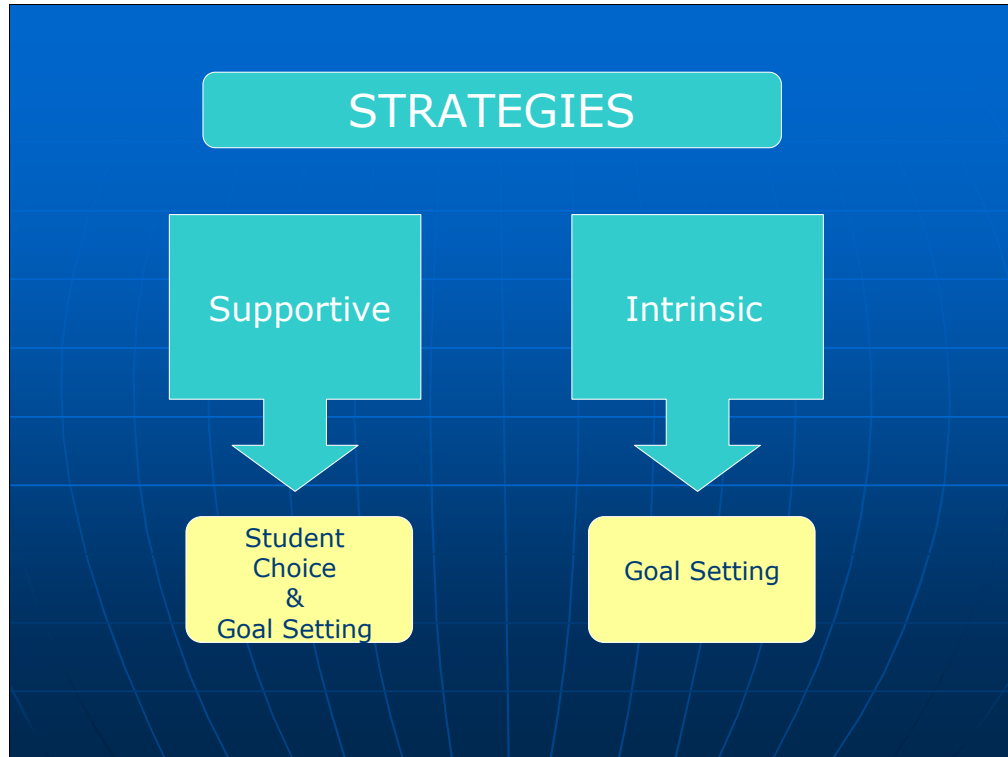 STRATEGIES
Supportive
Intrinsic
Student
Choice
&
Goal Setting
Goal Setting